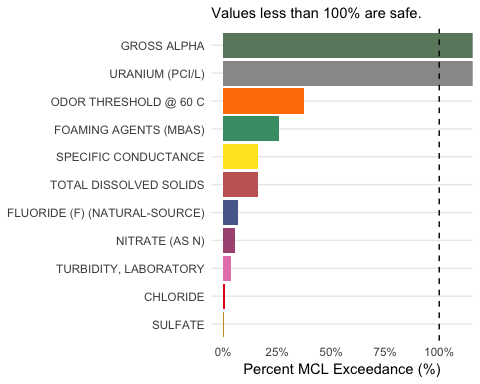 Values less than 100% are safe.
GROSS ALPHA
URANIUM (PCI/L)
ODOR THRESHOLD @ 60 C
FOAMING AGENTS (MBAS)
SPECIFIC CONDUCTANCE
TOTAL DISSOLVED SOLIDS
FLUORIDE (F) (NATURAL-SOURCE)
NITRATE (AS N)
TURBIDITY, LABORATORY
CHLORIDE
SULFATE
0% 25% 50% 75% 100%
Percent MCL Exceedance (%)